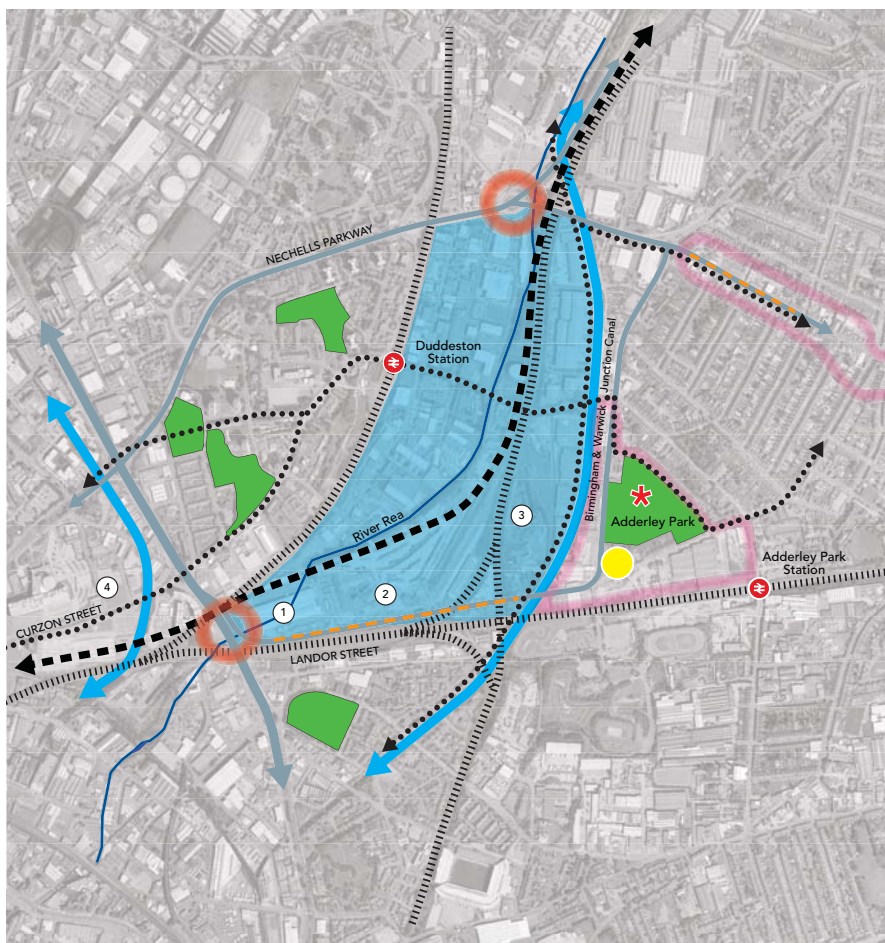 NECHELLS PARKWAY
Duddeston
Station
Birmingham & Warwick Junction Canal
River Rea
3
Adderley Park
Adderley Park
Station
4
CURZON STREET
1
2
LANDOR STREET